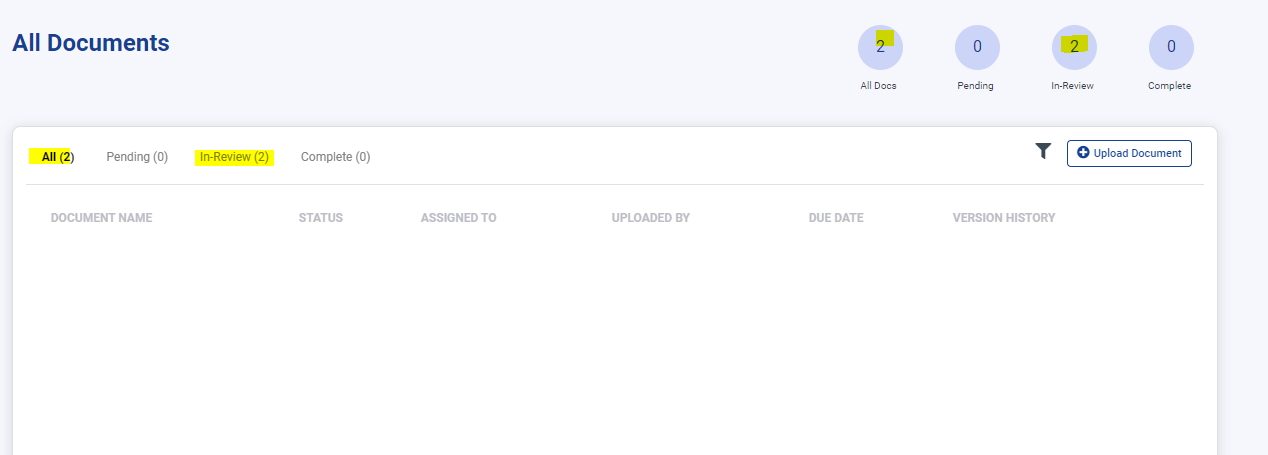 All Documents
2 0 2 0
All Docs Pending In-Review Complete
All (2) Pending (0) In-Review (2) Complete (0) Upload Document
DOCUMENT NAME STATUS ASSIGNED TO UPLOADED BY DUE DATE VERSION HISTORY